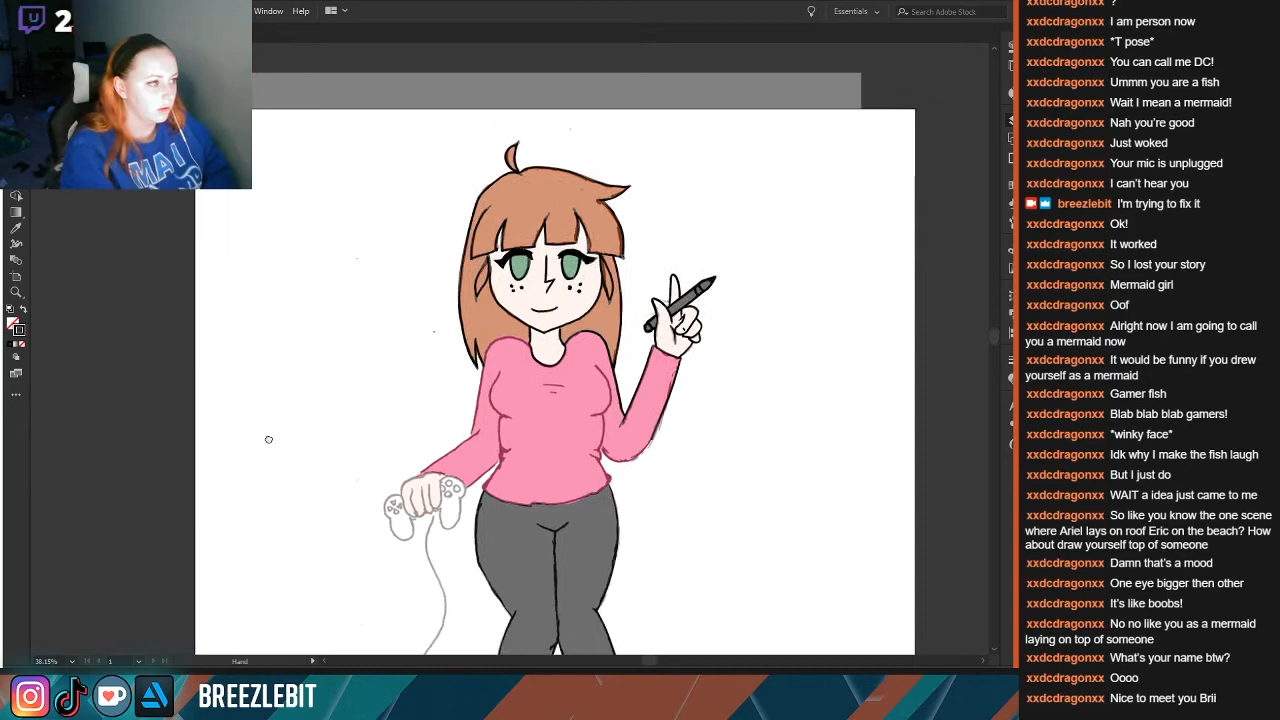 2
Window Help
Essentials
Search Adobe Stock
MAI
38.15%
1
Hand
BREEZLEBIT
?
xxdcdragonxx I am person now
xxdcdragonxx *T pose*
xxdcdragonxx You can call me DC!
xxdcdragonxx Ummm you are a fish
xxdcdragonxx Wait I mean a mermaid!
xxdcdragonxx Nah you're good
xxdcdragonxx Just woked
xxdcdragonxx Your mic is unplugged
xxdcdragonxx I can't hear you
breezlebit I'm trying to fix it
xxdcdragonxx Ok!
xxdcdragonxx It worked
xxdcdragonxx So I lost your story
xxdcdragonxx Mermaid girl
xxdcdragonxx Oof
xxdcdragonxx Alright now I am going to call
you a mermaid now
xxdcdragonxx It would be funny if you drew
yourself as a mermaid
xxdcdragonxx Gamer fish
xxdcdragonxx Blab blab blab gamers!
xxdcdragonxx *winky face*
xxdcdragonxx Idk why I make the fish laugh
xxdcdragonxx But I just do
xxdcdragonxx WAIT a idea just came to me
xxdcdragonxx So like you know the one scene
where Ariel lays on roof Eric on the beach? How
about draw yourself top of someone
xxdcdragonxx Damn that's a mood
xxdcdragonxx One eye bigger then other
xxdcdragonxx It's like boobs!
xxdcdragonxx No no like you as a mermaid
laying on top of someone
xxdcdragonxx What's your name btw?
xxdcdragonxx Oooo
xxdcdragonxx Nice to meet you Brii